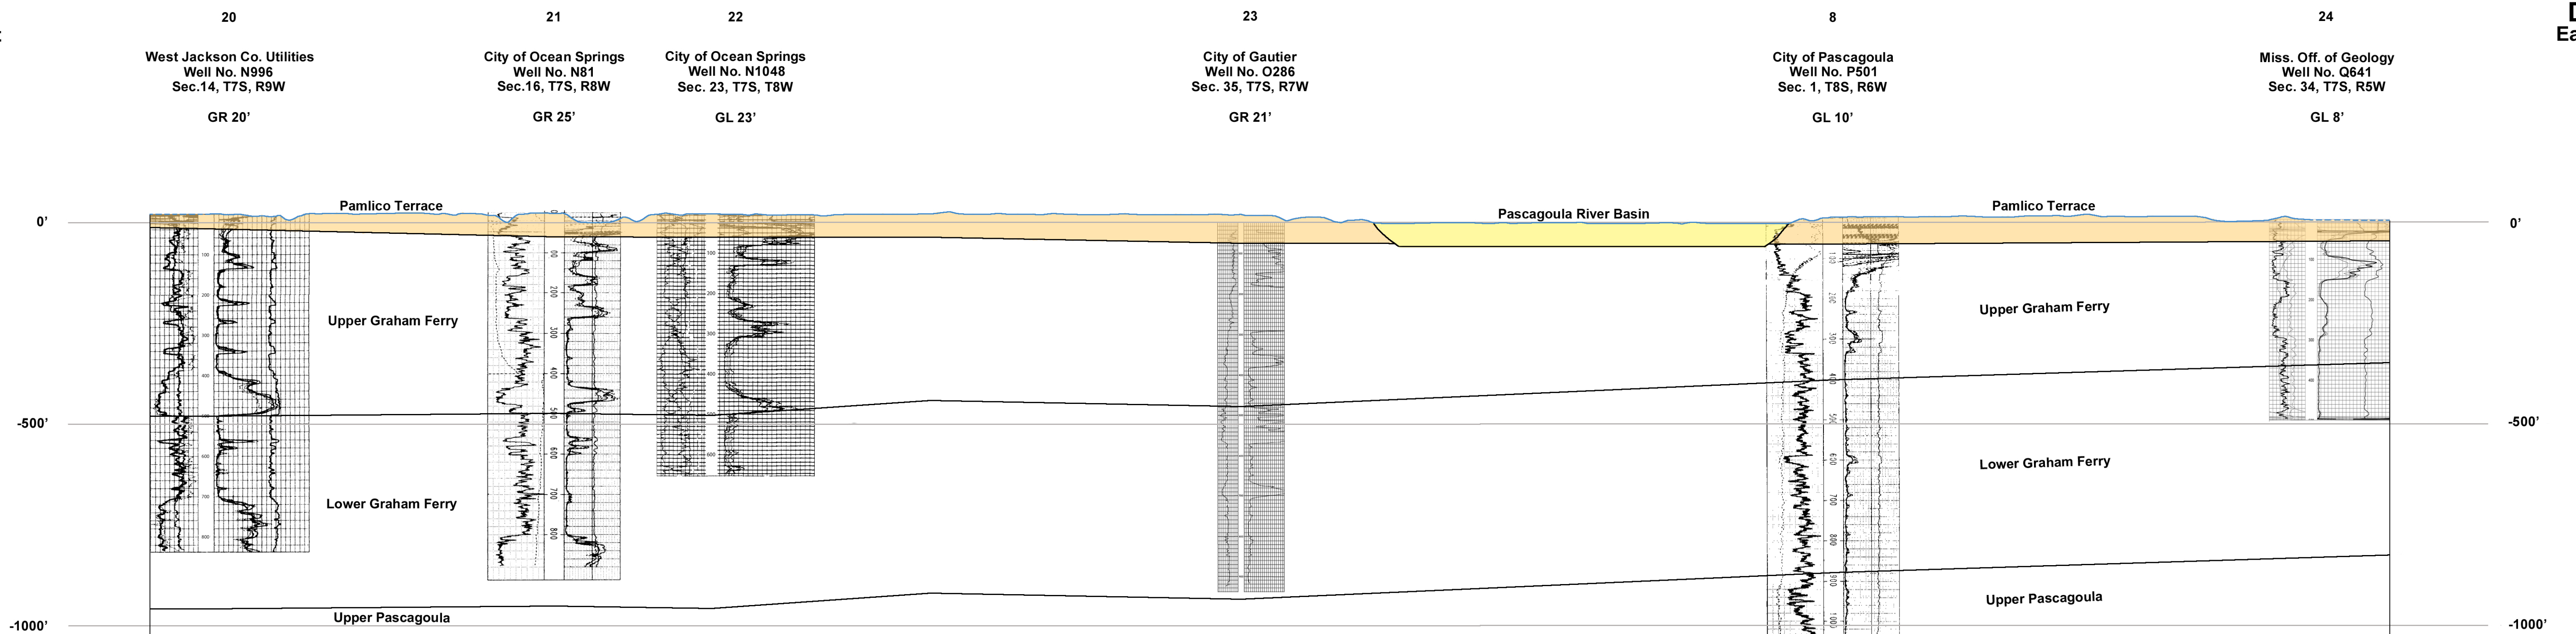 20
21
22
23
8
24
D
Ea
West Jackson Co. Utilities
Well No. N996
Sec.14, T7S, R9W
GR 20’
City of Ocean Springs
Well No. N81
Sec.16, T7S, R8W
GR 25’
City of Ocean Springs
Well No. N1048
Sec. 23, T7S, T8W
GL 23’
City of Gautier
Well No. O286
Sec. 35, T7S, R7W
GR 21’
City of Pascagoula
Well No. P501
Sec. 1, T8S, R6W
GL 10’
Miss. Off. of Geology
Well No. Q641
Sec. 34, T7S, R5W
GL 8’
Pamlico Terrace
Pascagoula River Basin
Pamlico Terrace
0’
0’
Upper Graham Ferry
Upper Graham Ferry
-500’
-500’
Lower Graham Ferry
Lower Graham Ferry
Upper Pascagoula
Upper Pascagoula
-1000’
-1000’